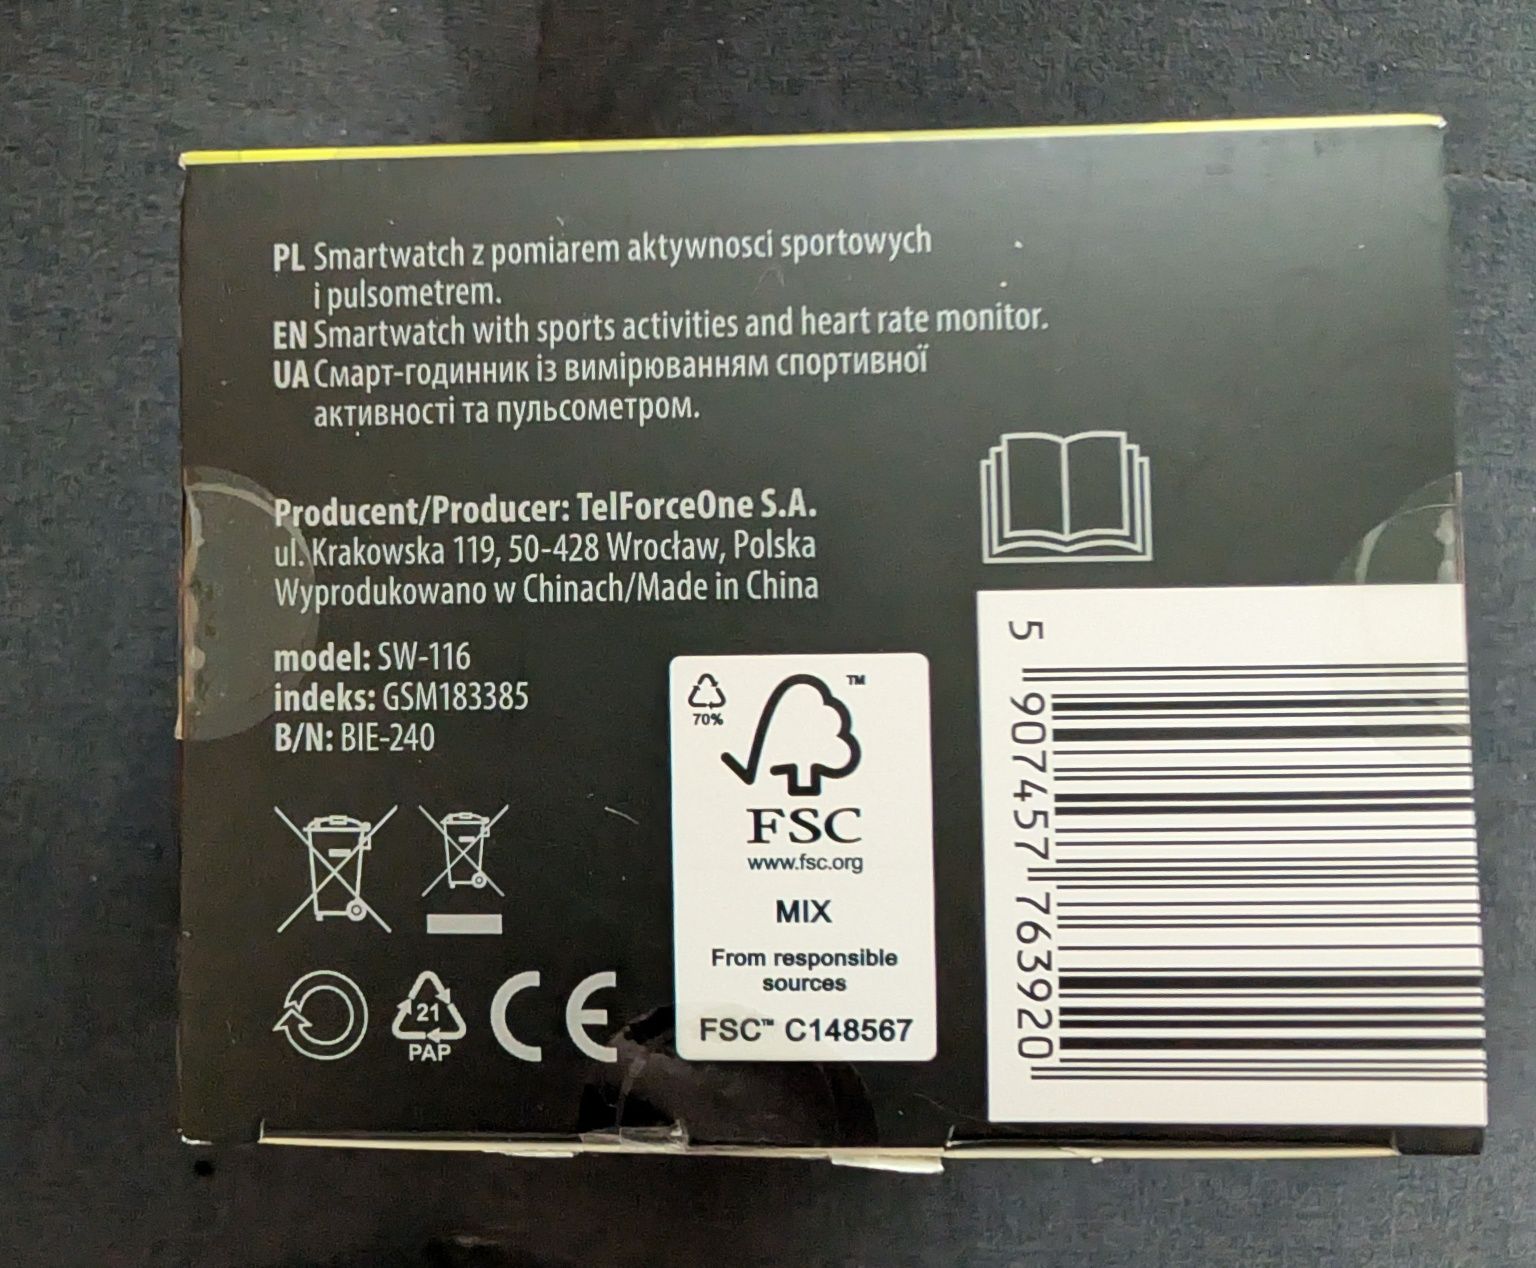 PL Smartwatch z pomiarem aktywnosci sportowych
i pulsometrem.
EN Smartwatch with sports activities and heart rate monitor.
UA Смарт-годинник із вимірюванням спортивної
активності та пульсометром.
Producent/Producer: TelForceOne S.A.
ul. Krakowska 119, 50-428 Wrocław, Polska
Wyprodukowano w Chinach/Made in China
model: SW-116
indeks: GSM183385
B/N: BIE-240
21
PAP
CE
70%
TM
FSC
www.fsc.org
MIX
From responsible
sources
FSC™ C148567
5 907457 763920